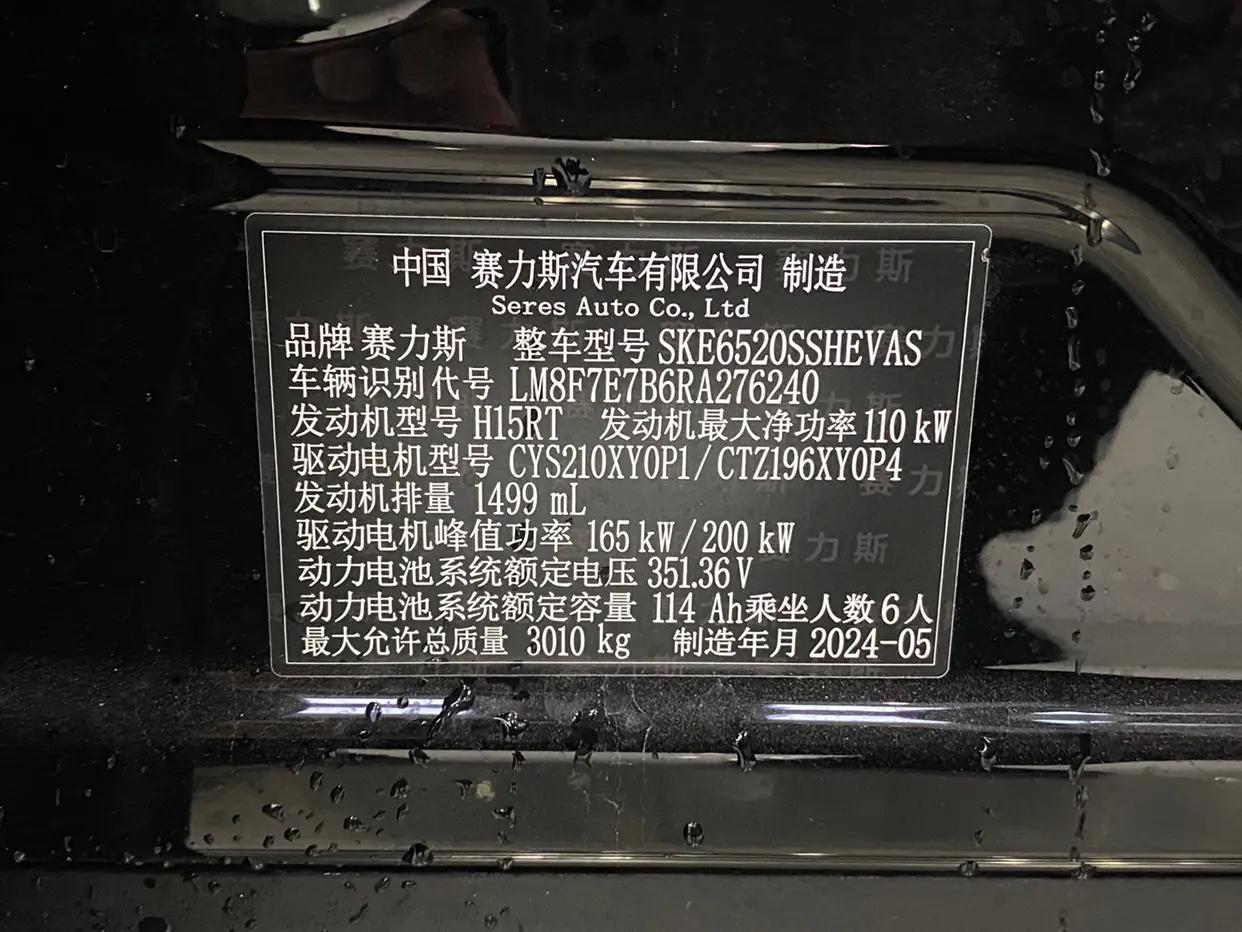 中国 赛力斯汽车有限公司 制造
Seres Auto Co., Ltd
品牌 赛力斯 整车型号 SKE6520SSHEVAS
车辆识别代号 LM8F7E7B6RA276240
发动机型号 H15RT 发动机最大净功率 110 kW
驱动电机型号 CYS210XY0P1/CTZ196XY0P4
发动机排量 1499 mL
驱动电机峰值功率 165 kW/200 kW
动力电池系统额定电压 351.36 V
动力电池系统额定容量 114 Ah 乘坐人数 6人
最大允许总质量 3010 kg 制造年月 2024-05